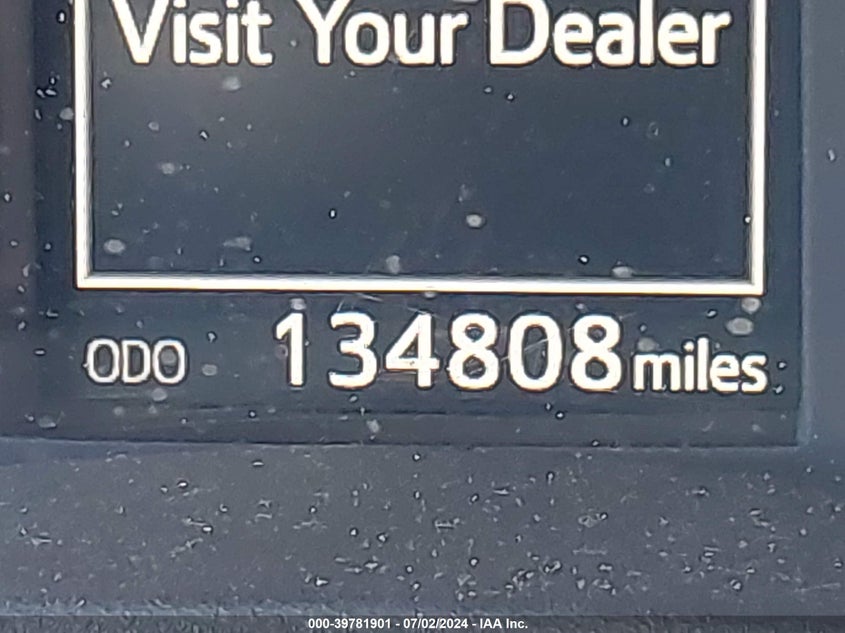 Visit Your Dealer
ODO 134808 miles
000-39781901 - 07/02/2024 - IAA Inc.